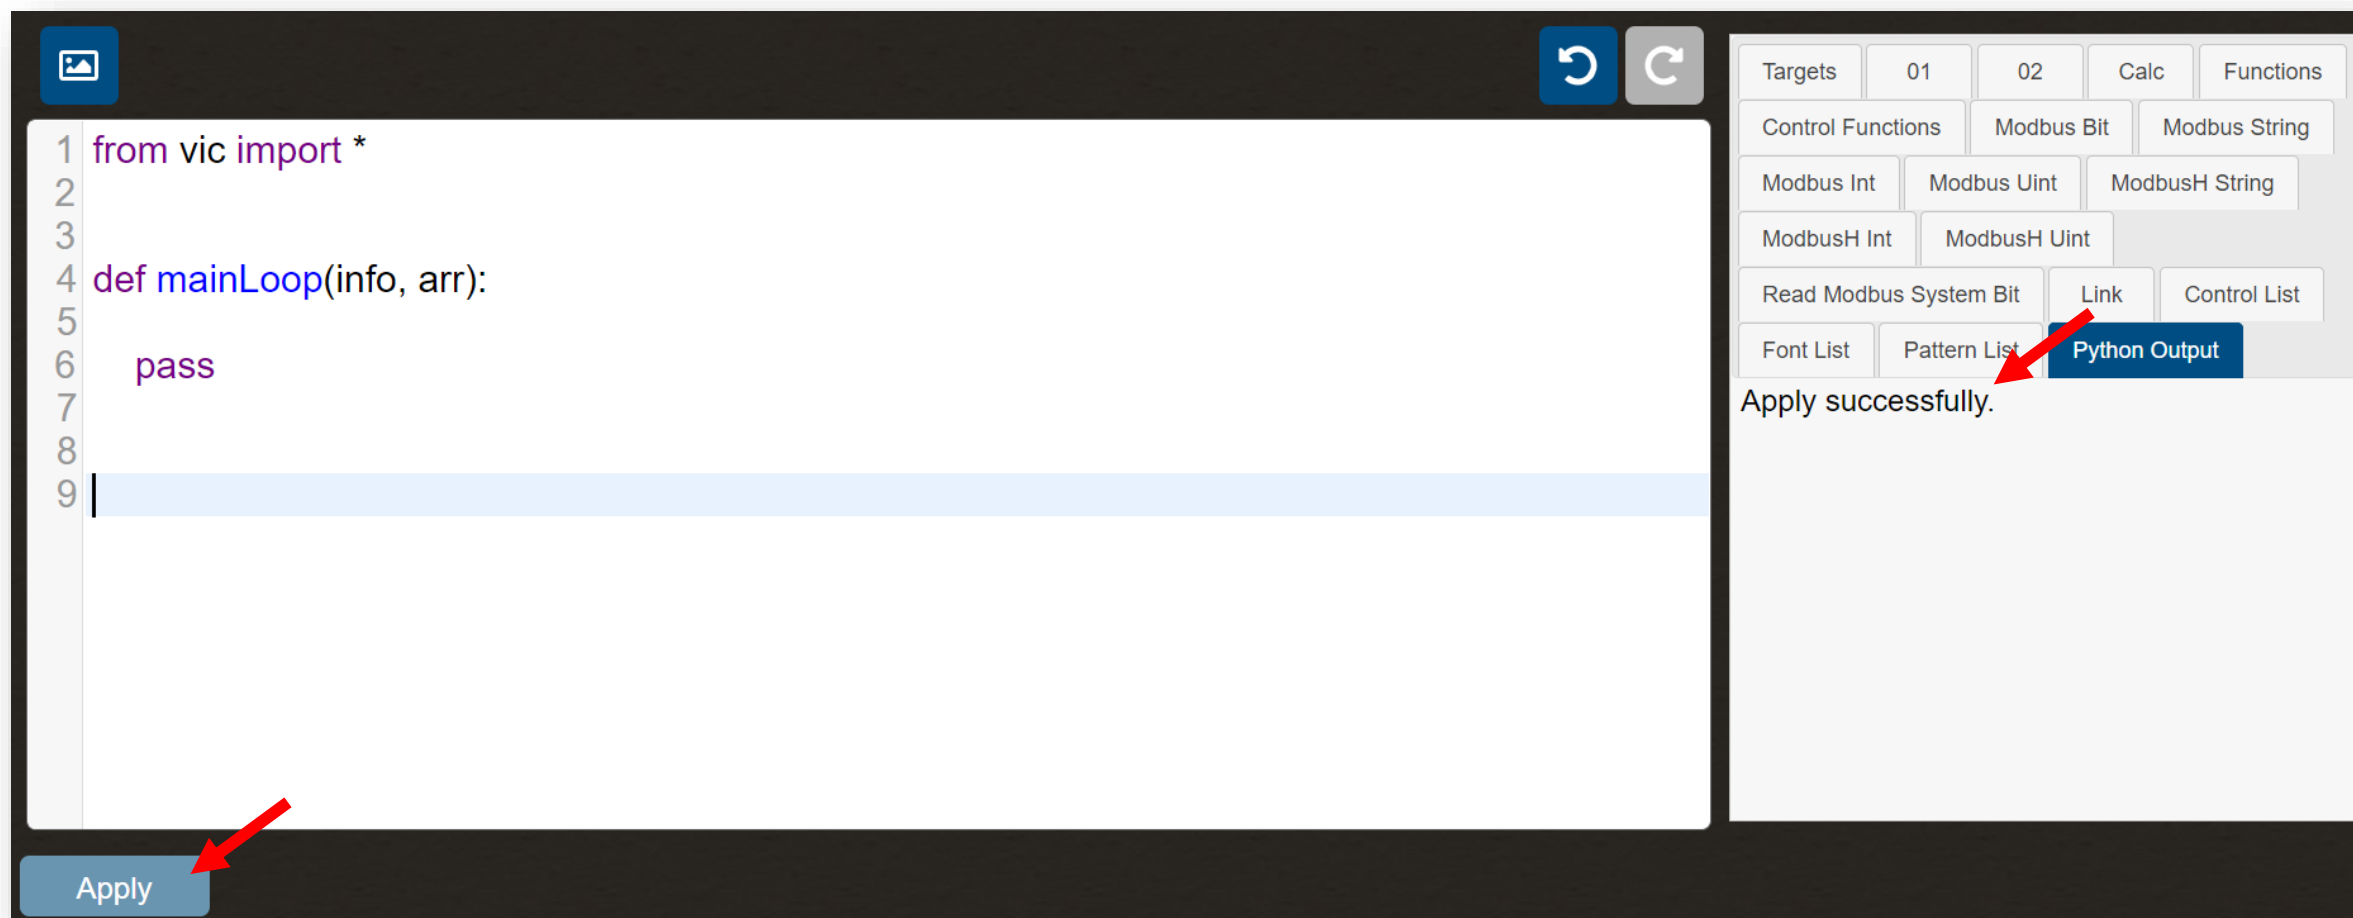 Targets 01 02 Calc Functions
Control Functions Modbus Bit Modbus String
Modbus Int Modbus Uint ModbusH String
ModbusH Int ModbusH Uint
Read Modbus System Bit Link Control List
Font List Pattern List Python Output
Apply successfully.
1 from vic import *
2
3
4 def mainLoop(info, arr):
5
6 pass
7
8
9
Apply